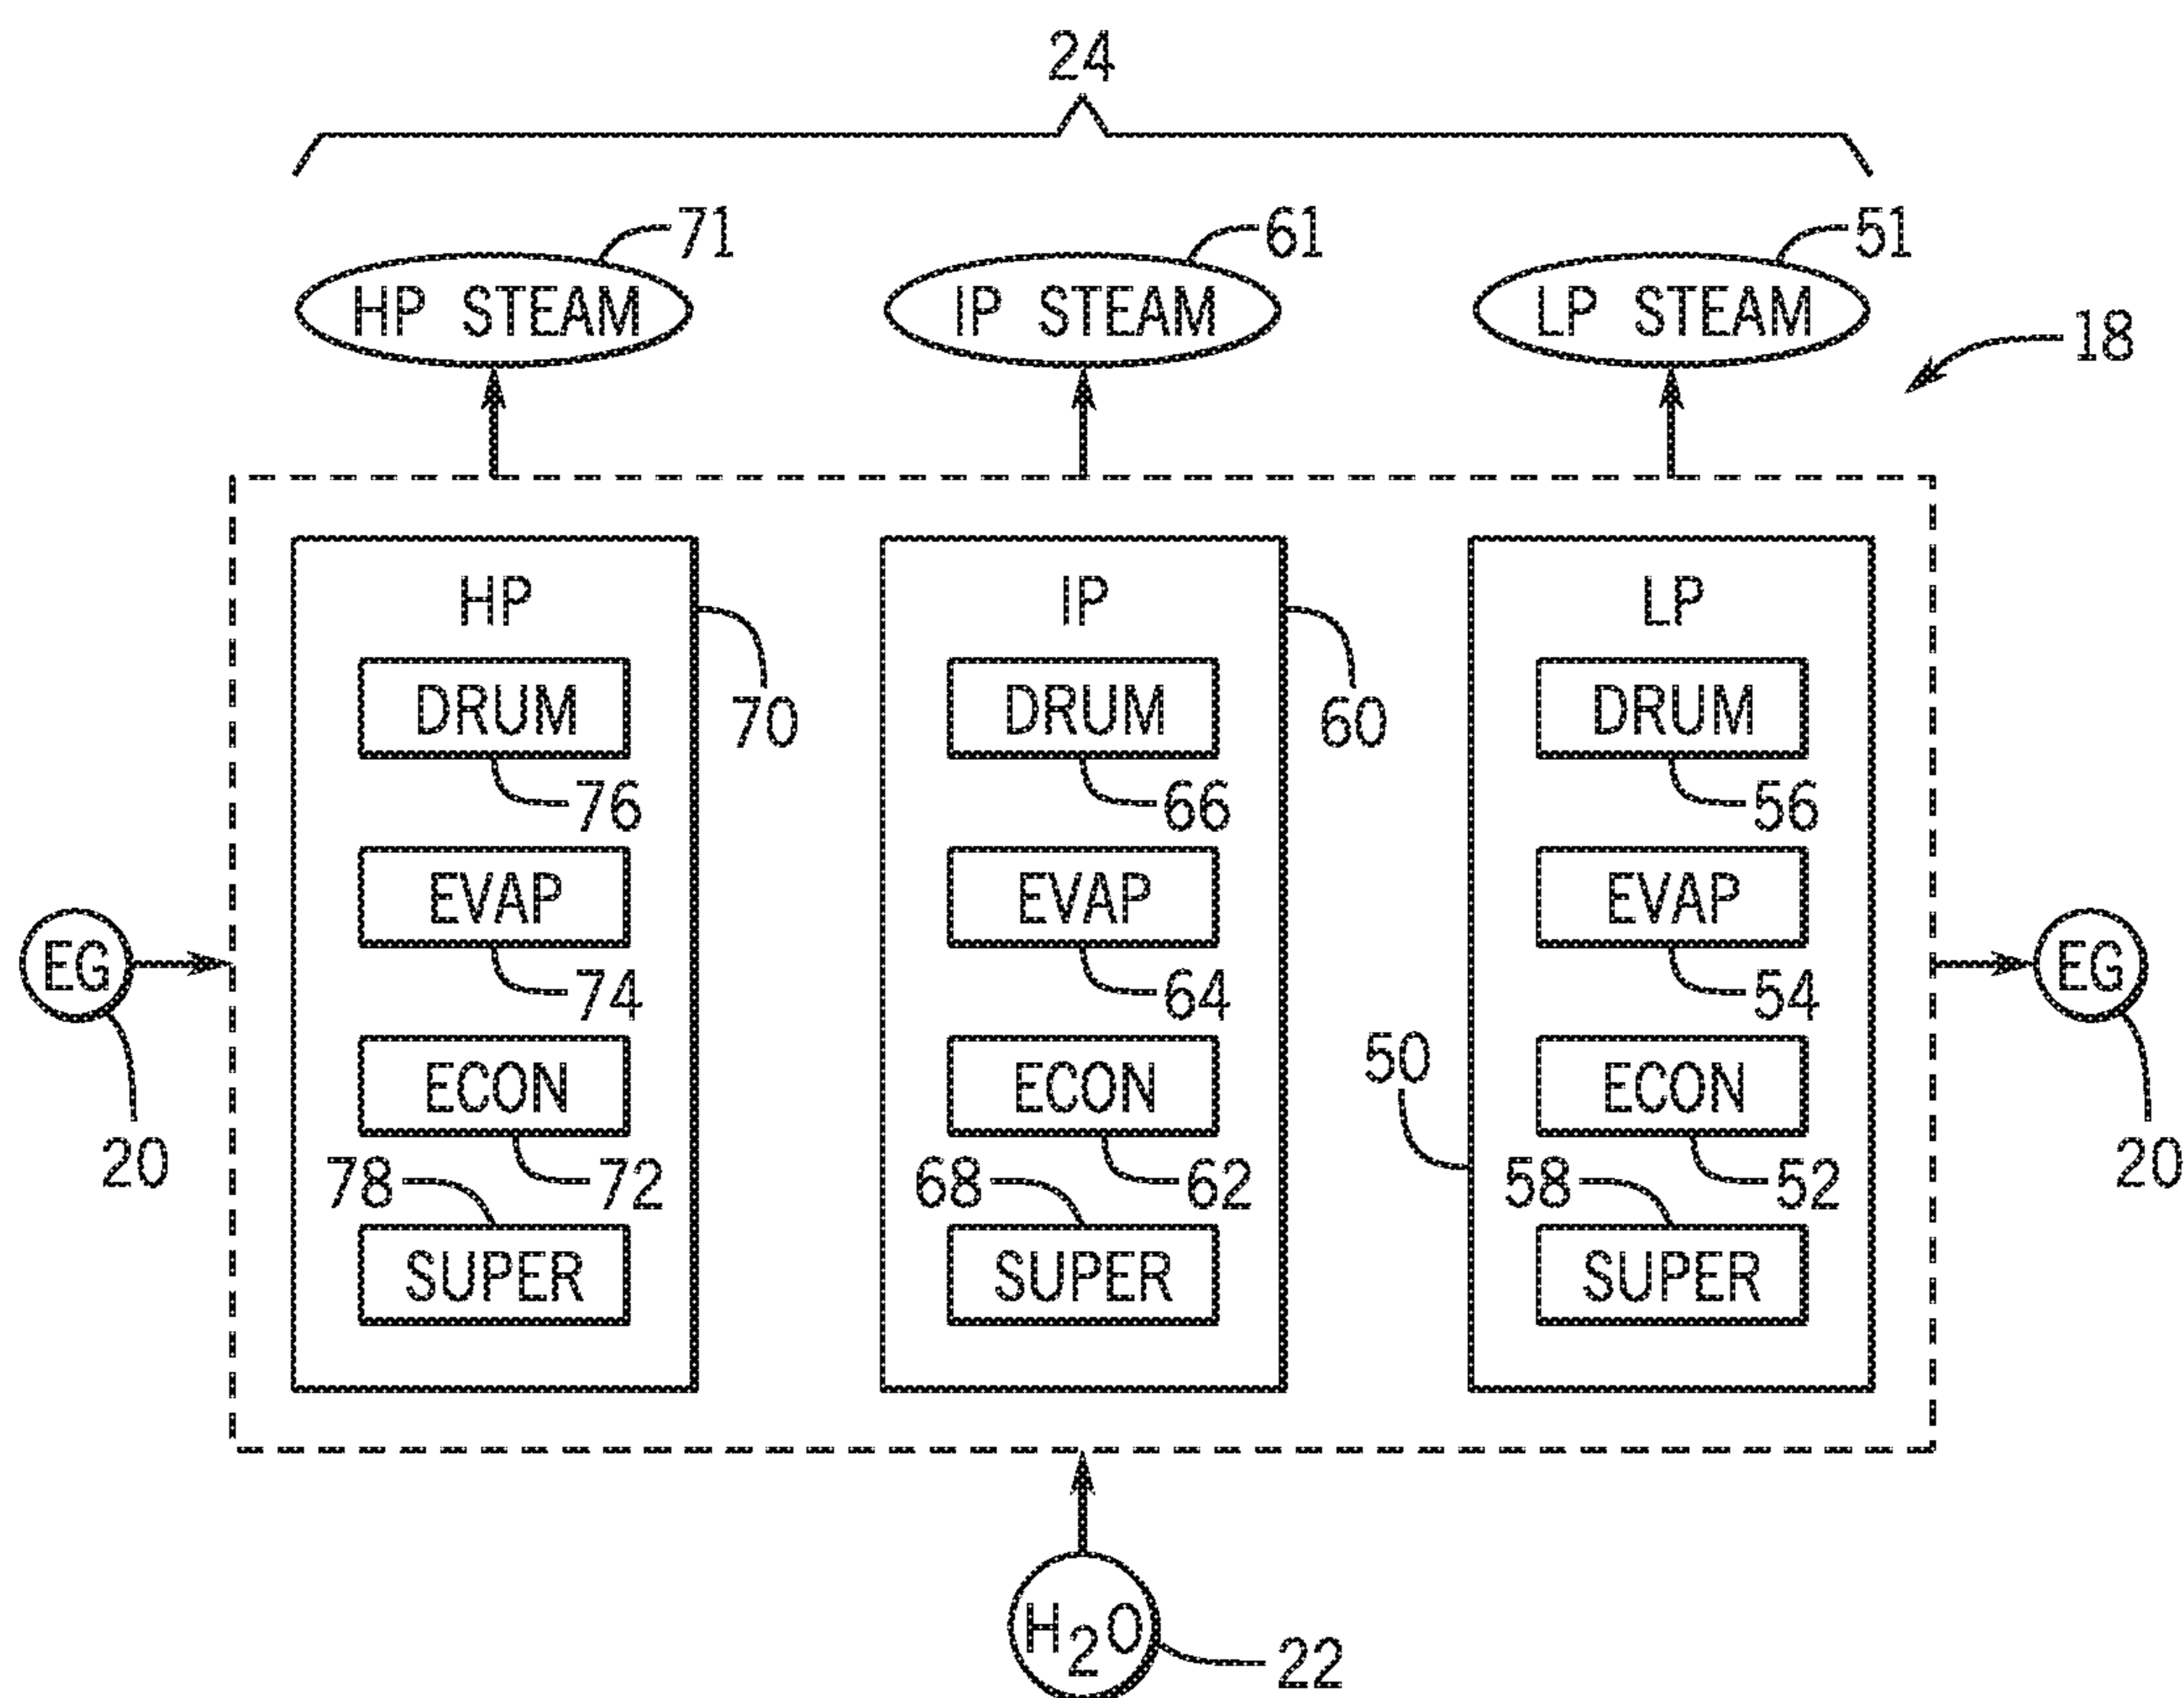 24
71 61 51
HP STEAM IP STEAM LP STEAM
18
HP IP LP
DRUM DRUM DRUM
70 60
76 66 56
EVAP EVAP EVAP
EG EG
74 64 54
50
ECON ECON ECON
20 20
78 72 68 62 58 52
SUPER SUPER SUPER
H₂O
22